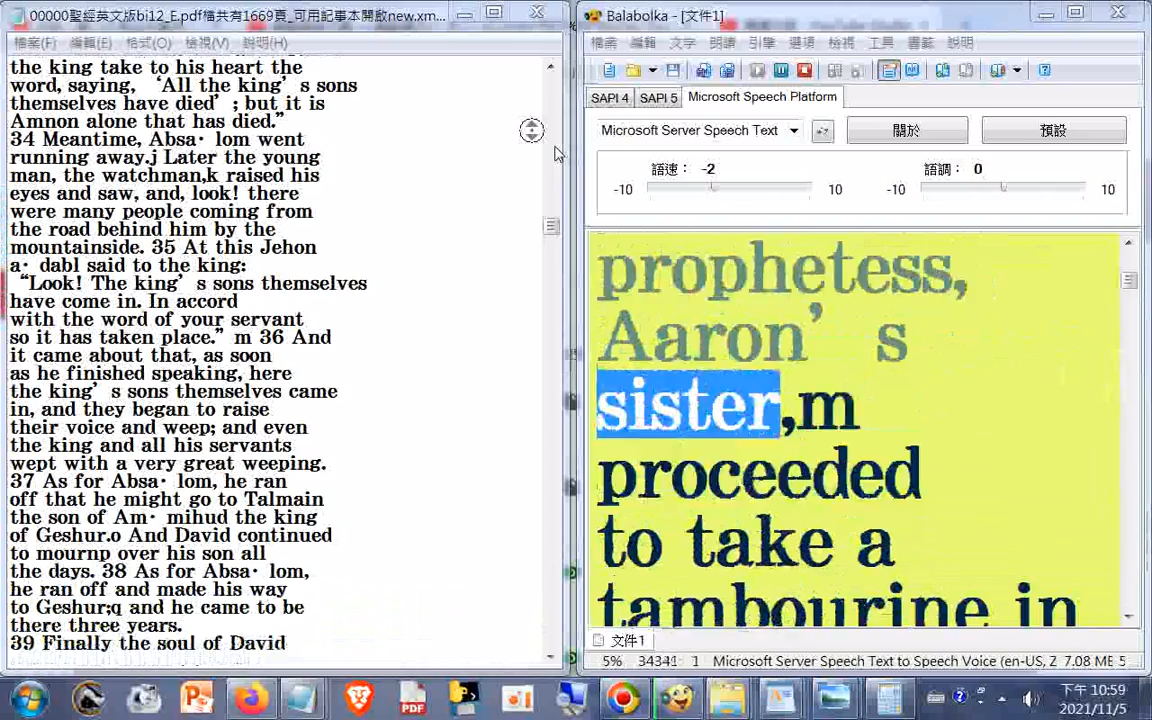 00000聖經英文版bi12_E.pdf檔共有1669頁_可用記事本開啟new.xm...
檔案(F) 編輯(E) 格式(O) 檢視(V) 說明(H)
the king take to his heart the
word, saying, ‘All the king’s sons
themselves have died’; but it is
Amnon alone that has died.”
34 Meantime, Absa· lom went
running away.j Later the young
man, the watchman,k raised his
eyes and saw, and, look! there
were many people coming from
the road behind him by the
mountainside. 35 At this Jehon
a· dabl said to the king:
“Look! The king’s sons themselves
have come in. In accord
with the word of your servant
so it has taken place.” m 36 And
it came about that, as soon
as he finished speaking, here
the king’s sons themselves came
in, and they began to raise
their voice and weep; and even
the king and all his servants
wept with a very great weeping.
37 As for Absa· lom, he ran
off that he might go to Talmain
the son of Am· mihud the king
of Geshur.o And David continued
to mournp over his son all
the days. 38 As for Absa· lom,
he ran off and made his way
to Geshur;q and he came to be
there three years.
39 Finally the soul of David
Balabolka - [文件1]
檔案 編輯 文字 朗讀 引擎 選項 檢視 工具 書籤 說明
SAPI 4 SAPI 5 Microsoft Speech Platform
Microsoft Server Speech Text 關於 預設
語速： -2 語調： 0
-10 10 -10 10
prophetess,
Aaron’s
sister,m
proceeded
to take a
tambourine in
文件1
5% 34341: 1 Microsoft Server Speech Text to Speech Voice (en-US, Z 7.08 MB 5
PDF
下午 10:59
2021/11/5